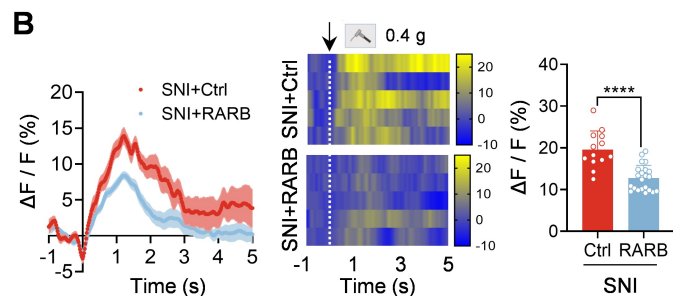 B
0.4 g
SNI+Ctrl
SNI+RARB
ΔF / F (%)
20
15
10
5
-5
-1
0
1
2
3
4
5
Time (s)
SNI+Ctrl
SNI+RARB
20
10
0
-10
20
10
0
-10
-1
1
3
5
Time (s)
ΔF / F (%)
40
30
20
10
0
****
Ctrl RARB
SNI